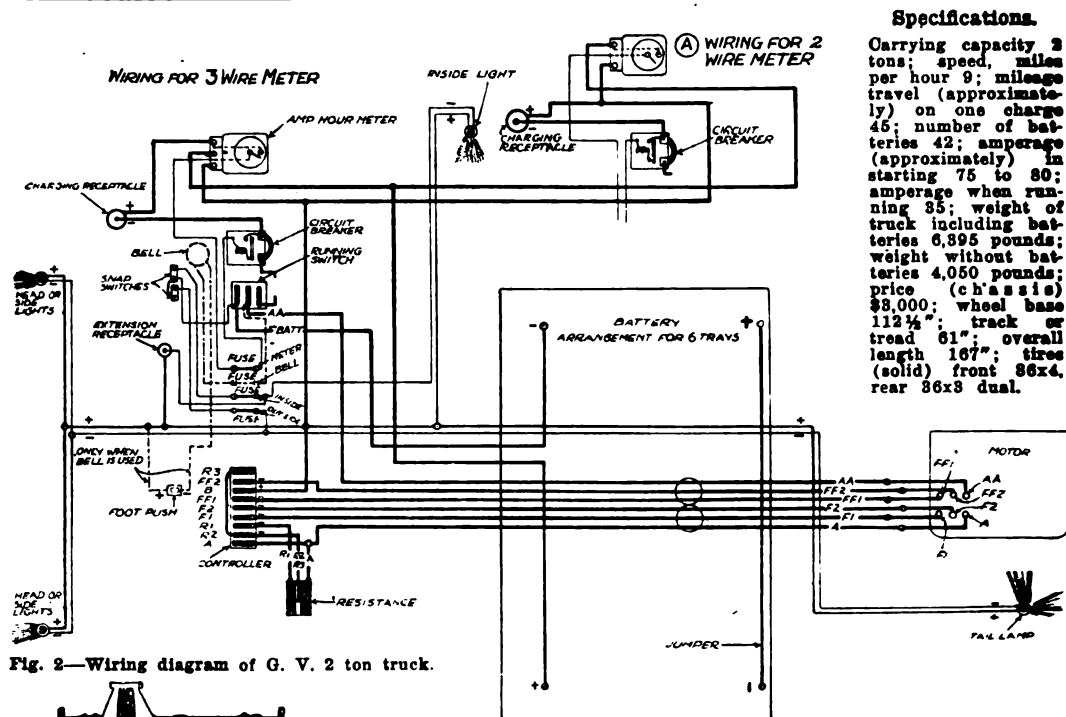 Specifications.
Carrying capacity 2
tons; speed, miles
per hour 9; mileage
travel (approximate-
ly) on one charge
45; number of bat-
teries 42; amperage
(approximately) in
starting 75 to 80;
amperage when run-
ning 35; weight of
truck including bat-
teries 6,395 pounds;
weight without bat-
teries 4,050 pounds;
price (chassis)
$3,000; wheel base
112½"; track or
tread 61"; overall
length 167"; tires
(solid) front 36x4,
rear 36x3 dual.
WIRING FOR 3 WIRE METER
A WIRING FOR 2
WIRE METER
INSIDE LIGHT
- +
AMP HOUR METER
CHARGING RECEPTACLE
+
-
+
-
CHARGING
RECEPTACLE
CIRCUIT
BREAKER
CIRCUIT
BREAKER
RUNNING
SWITCH
BELL
SNAP
SWITCHES
+
-
HEAD OR
SIDE
LIGHTS
EXTENSION
RECEPTACLE
AA
BATT.
FUSE METER
FUSE BELL
FUSE INSIDE
FUSE OUTSIDE
BATTERY
ARRANGEMENT FOR 6 TRAYS
- +
+
-
+
-
ONLY WHEN
BELL IS USED
+ -
FOOT PUSH
R3
FF2
B
FF1
F2
F1
R1
R2
A
CONTROLLER
R1 R2 A
R3
RESISTANCE
AA
FF2
FF1
F2
F1
A
MOTOR
FF1
AA
FF2
F2
A
F1
HEAD OR
SIDE
LIGHTS
+
-
JUMPER
-
+
TAIL LAMP
+
Fig. 2—Wiring diagram of G. V. 2 ton truck.